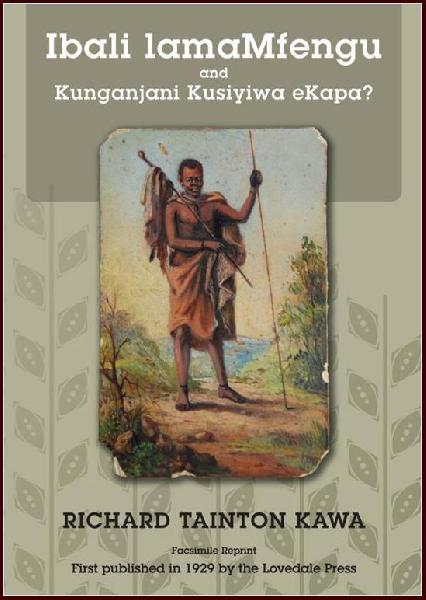 Ibali lamaMfengu
and
Kunganjani Kusiyiwa eKapa?
RICHARD TAINTON KAWA
Facsimile Reprint
First published in 1929 by the Lovedale Press